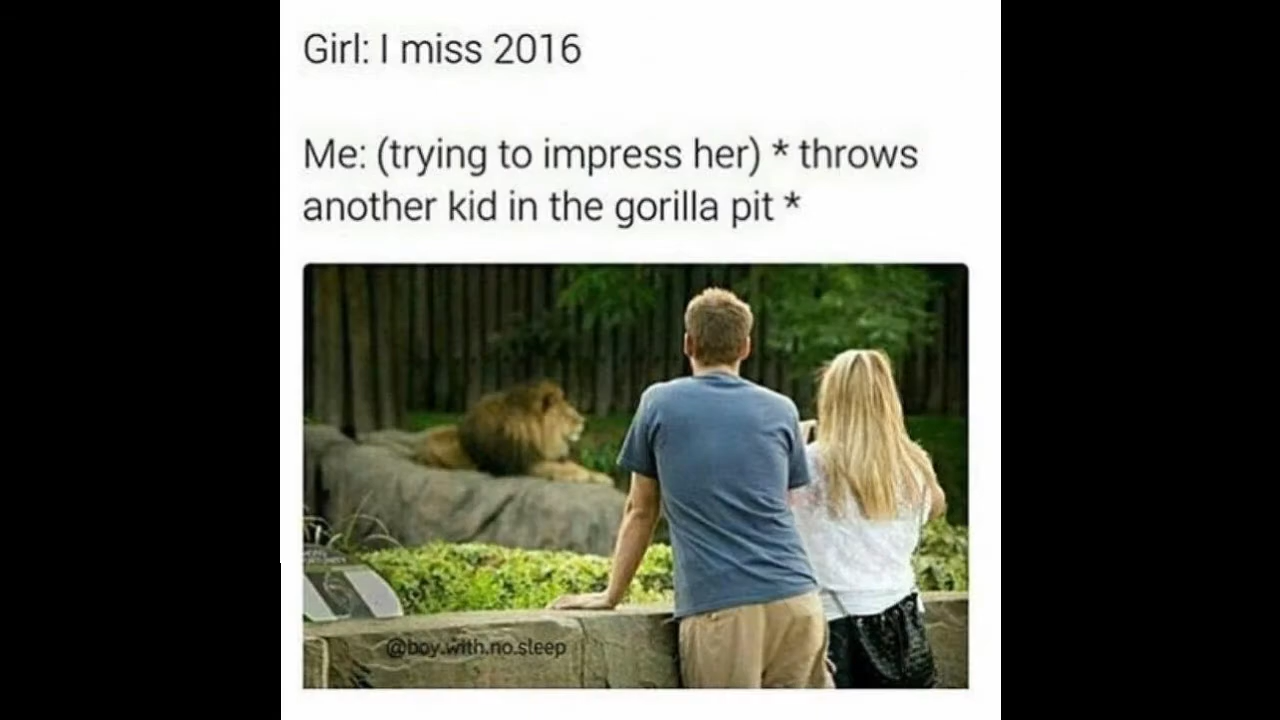 Girl: I miss 2016
Me: (trying to impress her) * throws
another kid in the gorilla pit *
@boy.with.no.sleep